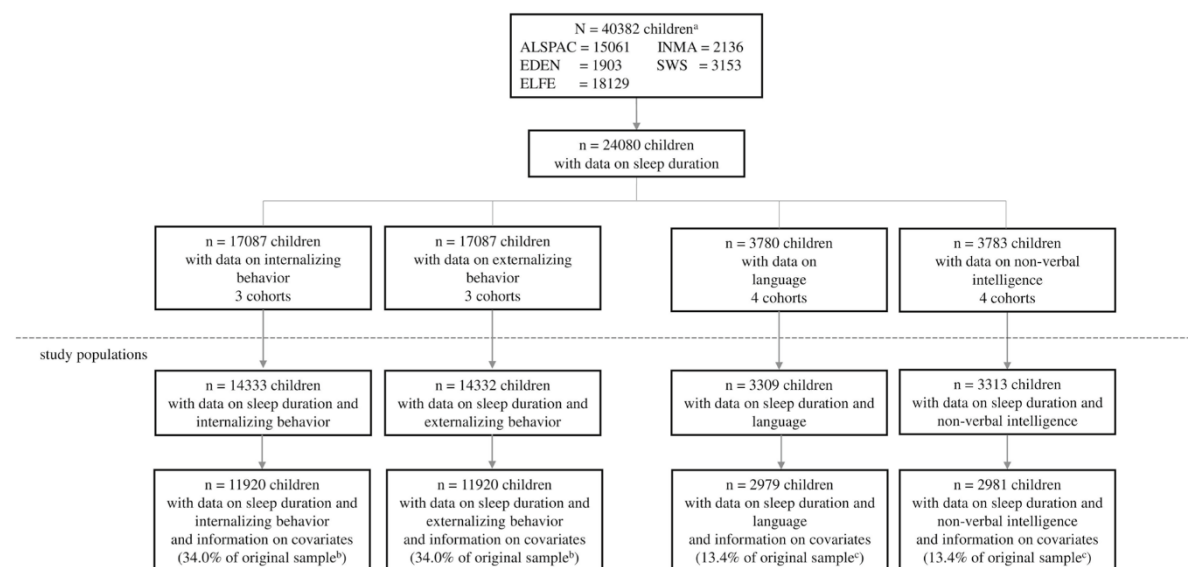 N = 40382 childrenᵃ
ALSPAC = 15061 INMA = 2136
EDEN = 1903 SWS = 3153
ELFE = 18129
n = 24080 children
with data on sleep duration
n = 17087 children
with data on internalizing
behavior
3 cohorts
n = 17087 children
with data on externalizing
behavior
3 cohorts
n = 3780 children
with data on
language
4 cohorts
n = 3783 children
with data on non-verbal
intelligence
4 cohorts
study populations
n = 14333 children
with data on sleep duration and
internalizing behavior
n = 14332 children
with data on sleep duration and
externalizing behavior
n = 3309 children
with data on sleep duration and
language
n = 3313 children
with data on sleep duration and
non-verbal intelligence
n = 11920 children
with data on sleep duration and
internalizing behavior
and information on covariates
(34.0% of original sampleᵇ)
n = 11920 children
with data on sleep duration and
externalizing behavior
and information on covariates
(34.0% of original sampleᵇ)
n = 2979 children
with data on sleep duration and
language
and information on covariates
(13.4% of original sampleᶜ)
n = 2981 children
with data on sleep duration and
non-verbal intelligence
and information on covariates
(13.4% of original sampleᶜ)